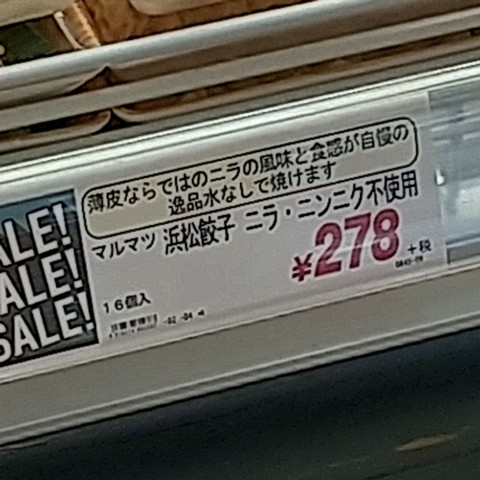 薄皮ならではのニラの風味と食感が自慢の
逸品水なしで焼けます
マルマツ 浜松餃子 ニラ・ニンニク不使用
¥278 +税
16個入
SALE!
SALE!
SALE!